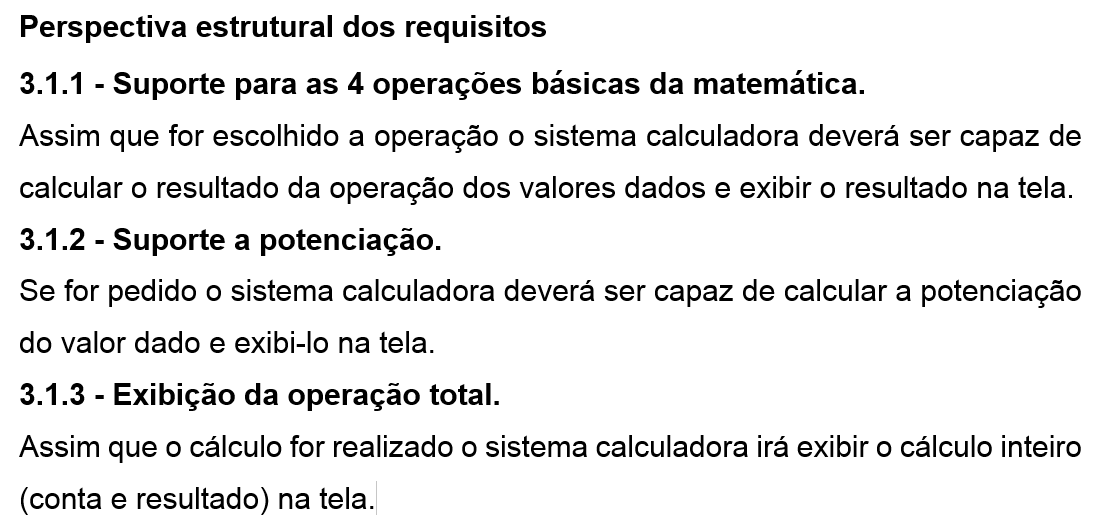 Perspectiva estrutural dos requisitos
3.1.1 - Suporte para as 4 operações básicas da matemática.
Assim que for escolhido a operação o sistema calculadora deverá ser capaz de
calcular o resultado da operação dos valores dados e exibir o resultado na tela.
3.1.2 - Suporte a potenciação.
Se for pedido o sistema calculadora deverá ser capaz de calcular a potenciação
do valor dado e exibi-lo na tela.
3.1.3 - Exibição da operação total.
Assim que o cálculo for realizado o sistema calculadora irá exibir o cálculo inteiro
(conta e resultado) na tela.